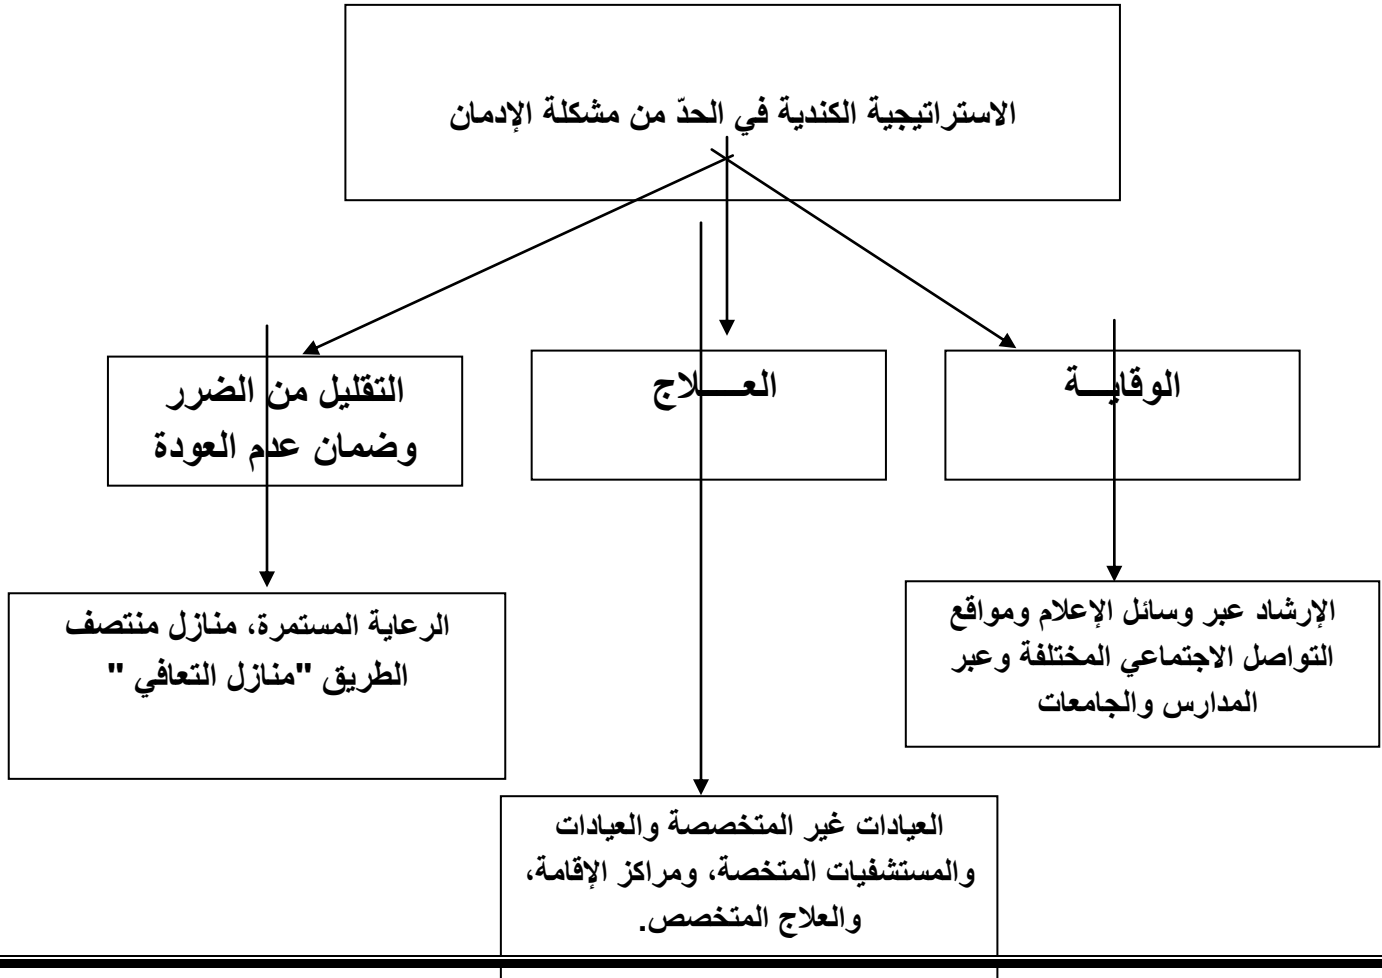 الاستراتيجية الكندية في الحدّ من مشكلة الإدمان
الوقايـــة
العـــــلاج
التقليل من الضرر
وضمان عدم العودة
الإرشاد عبر وسائل الإعلام ومواقع
التواصل الاجتماعي المختلفة وعبر
المدارس والجامعات
الرعاية المستمرة، منازل منتصف
الطريق "منازل التعافي "
العيادات غير المتخصصة والعيادات
والمستشفيات المتخصة، ومراكز الإقامة،
والعلاج المتخصص.